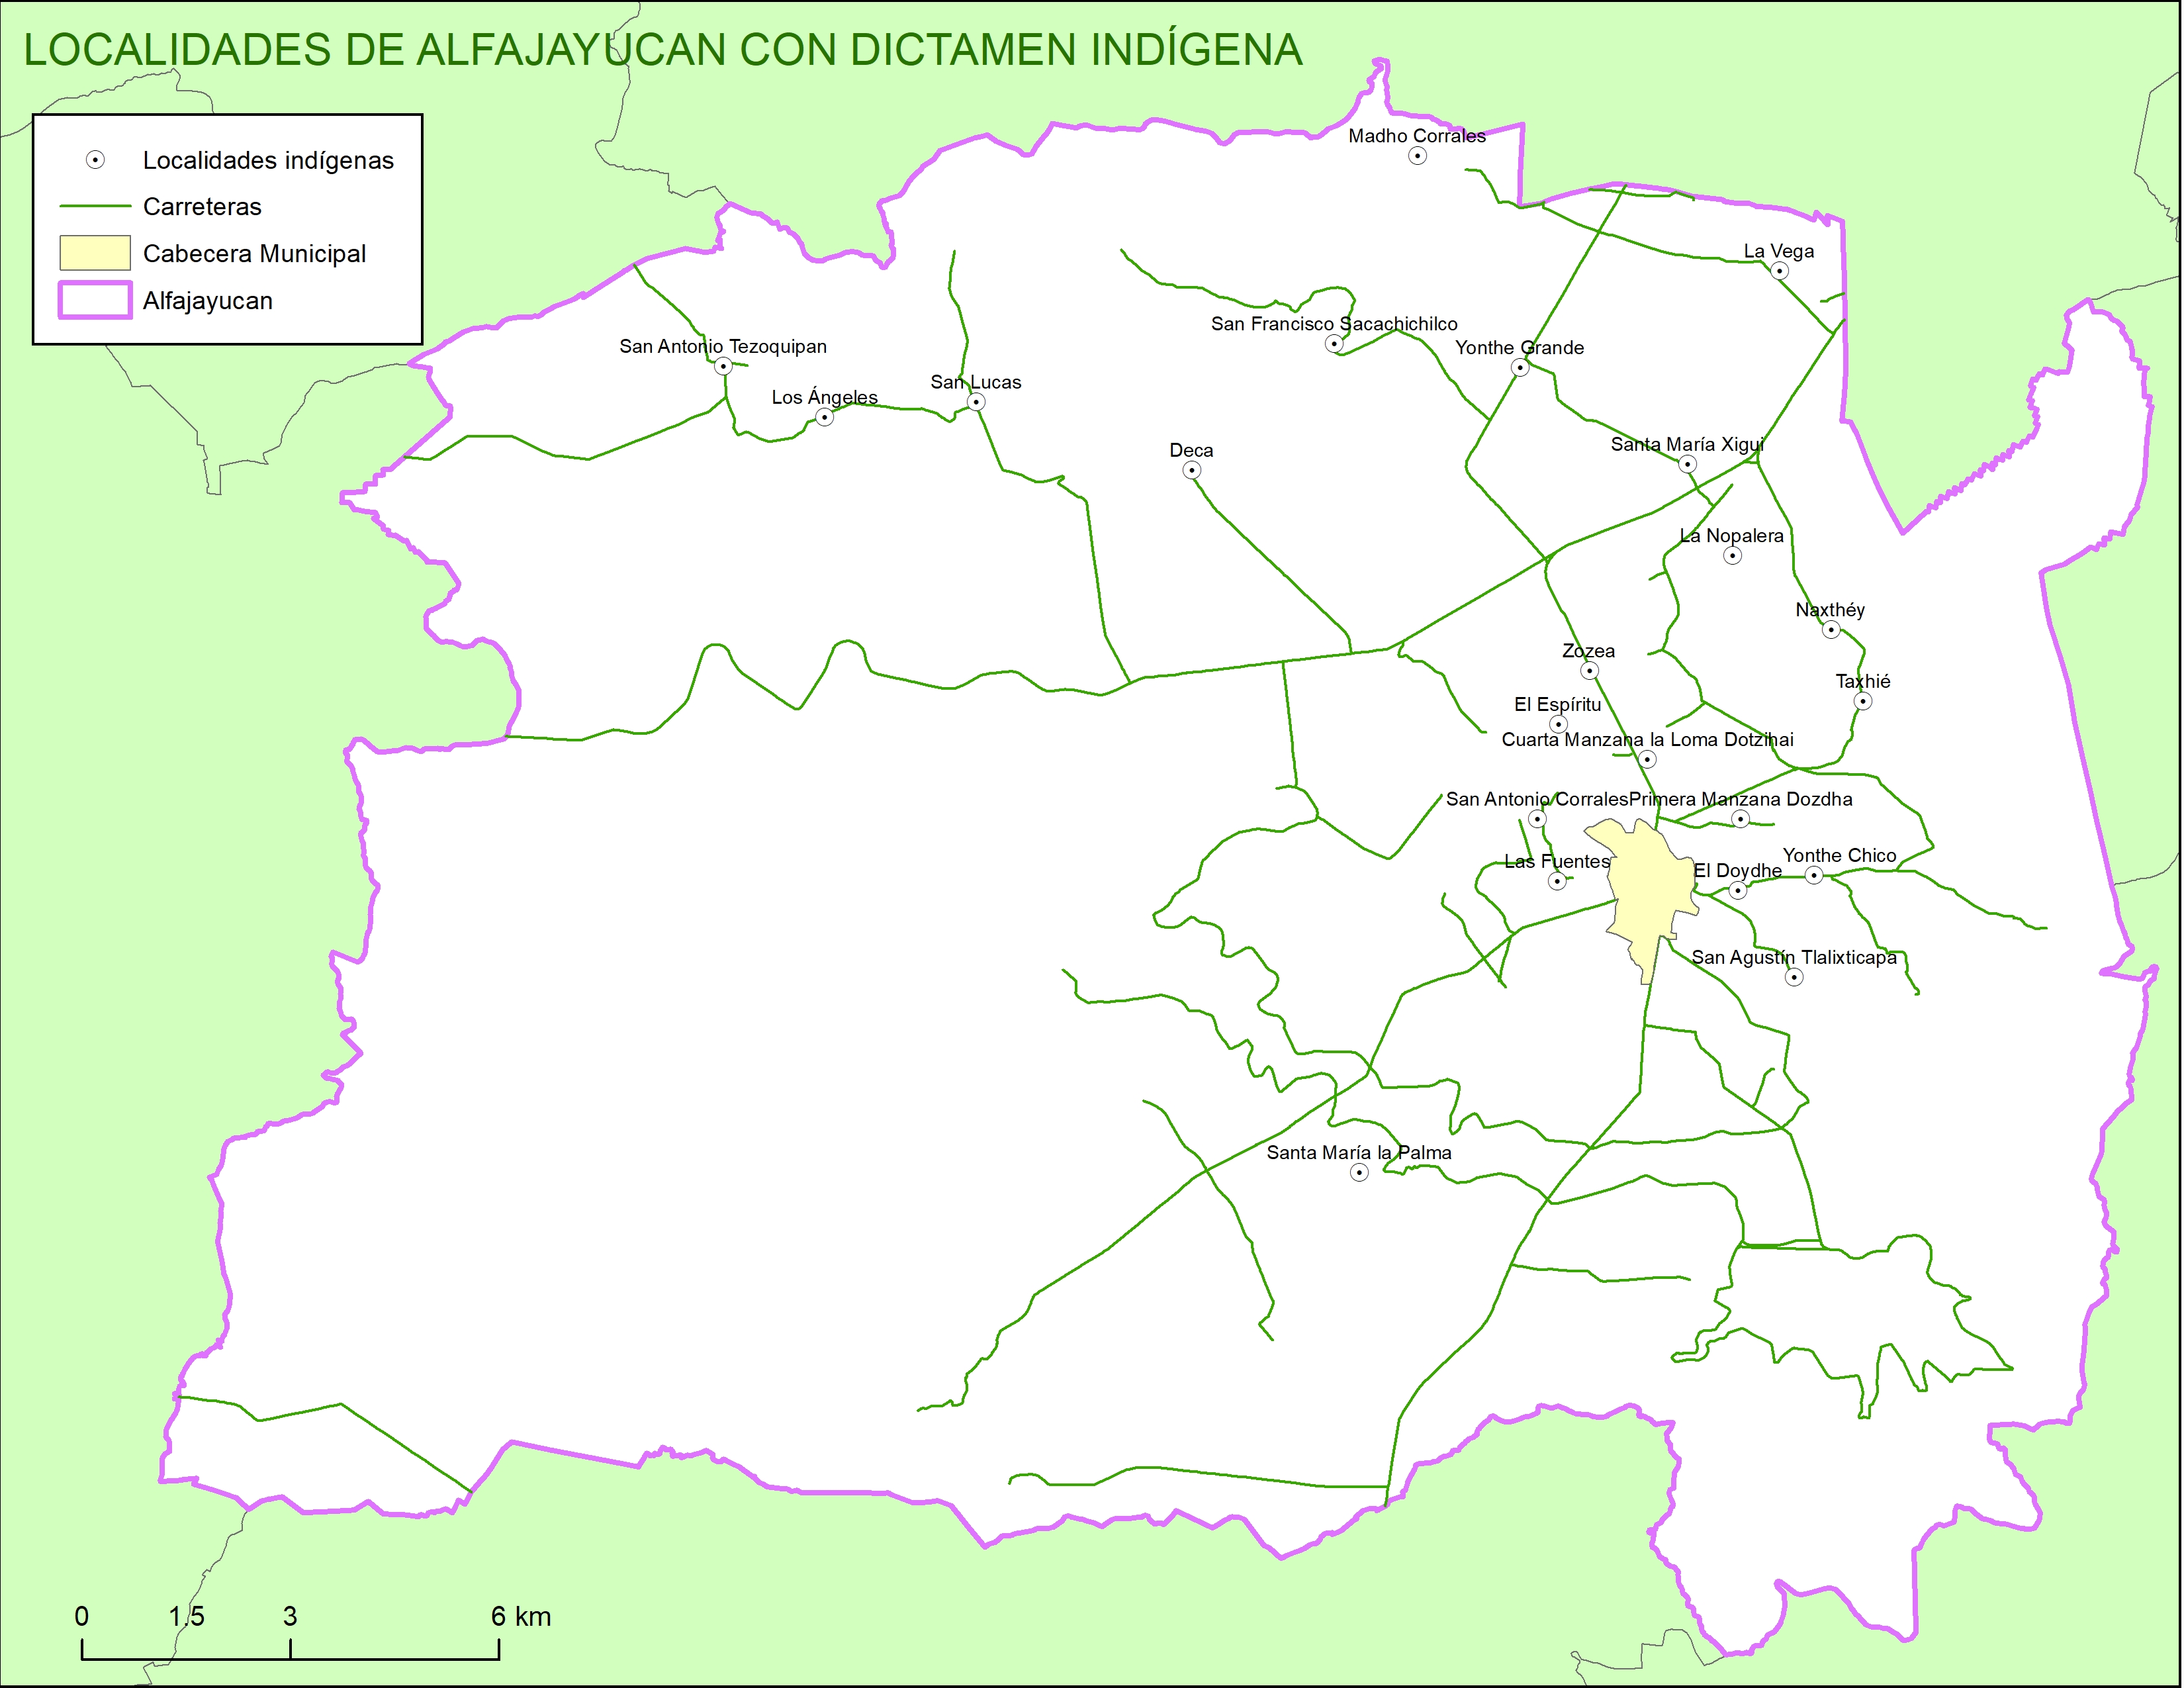 LOCALIDADES DE ALFAJAYUCAN CON DICTAMEN INDÍGENA
Localidades indígenas
Carreteras
Cabecera Municipal
Alfajayucan
Madho Corrales
La Vega
San Francisco Sacachichilco
San Antonio Tezoquipan
Yonthe Grande
San Lucas
Los Ángeles
Santa María Xigui
Deca
La Nopalera
Naxthéy
Zozea
Taxhié
El Espíritu
Cuarta Manzana la Loma Dotzihai
San Antonio Corrales
Primera Manzana Dozdha
Las Fuentes
Yonthe Chico
El Doydhe
San Agustín Tlalixticapa
Santa María la Palma
0 1.5 3 6 km